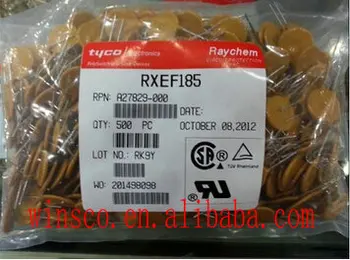 tyco Electronics Raychem
RXEF185
RPN: A27829-000
DATE:
QTY: 500 PC
OCTOBER 08,2012
LOT NO.: RK9Y
TUV Rheinland
WO: 201498098
winsco.en.alibaba.com